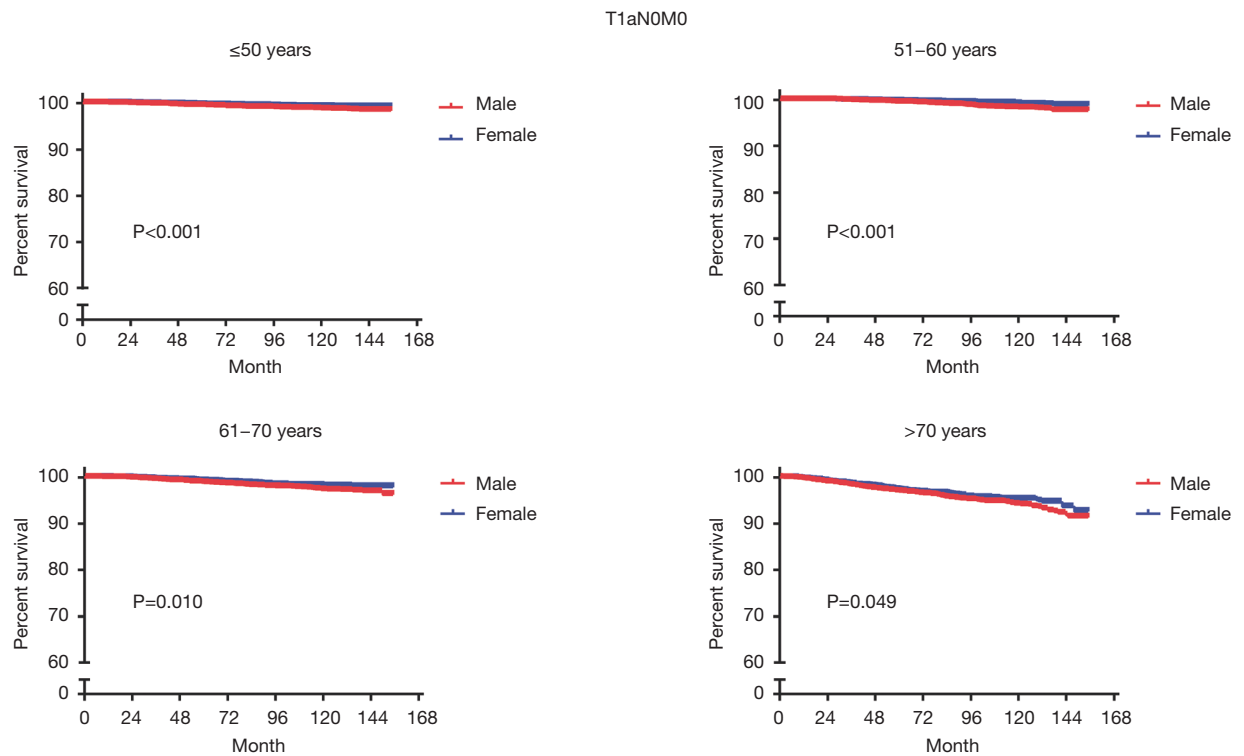 T1aN0M0
≤50 years
100
90
80
70
60
0
Percent survival
P<0.001
Male
Female
0 24 48 72 96 120 144 168
Month
51–60 years
100
90
80
70
60
0
Percent survival
P<0.001
Male
Female
0 24 48 72 96 120 144 168
Month
61–70 years
100
90
80
70
60
0
Percent survival
P=0.010
Male
Female
0 24 48 72 96 120 144 168
Month
>70 years
100
90
80
70
60
0
Percent survival
P=0.049
Male
Female
0 24 48 72 96 120 144 168
Month